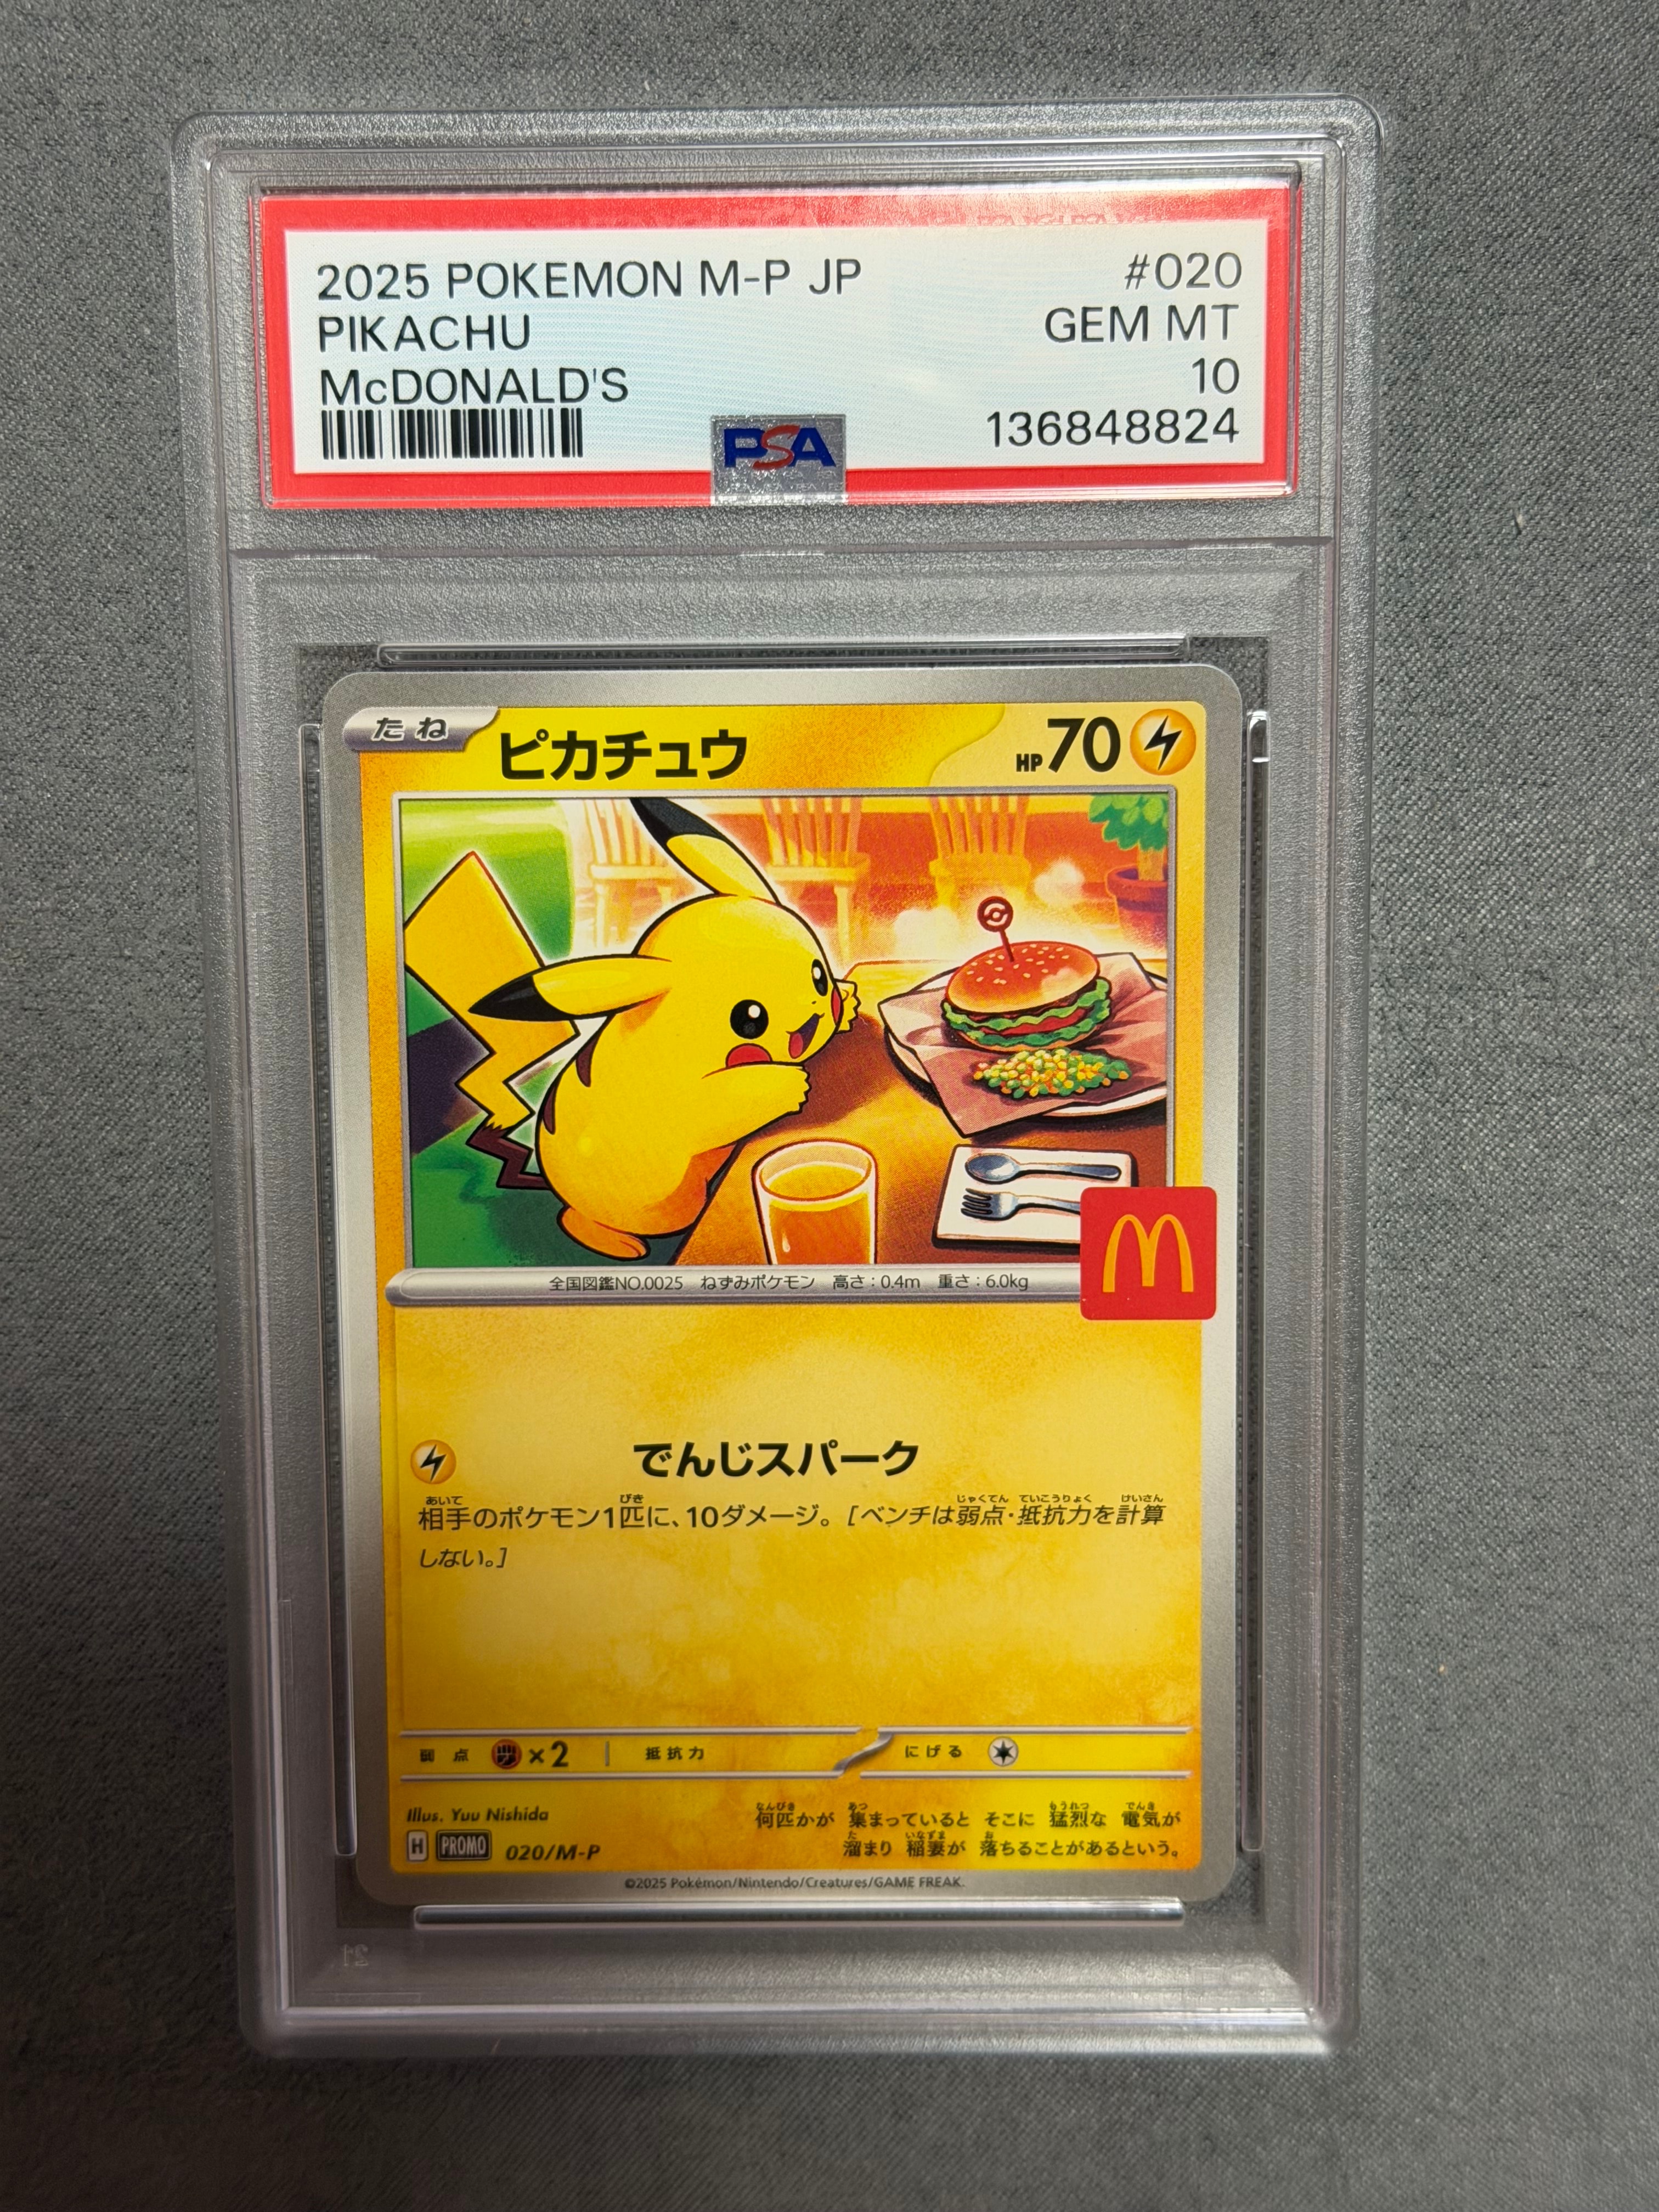 2025 POKEMON M-P JP #020
PIKACHU GEM MT
McDONALD'S 10
136848824
PSA
たね ピカチュウ HP70
全国図鑑NO.0025 ねずみポケモン 高さ:0.4m 重さ:6.0kg
でんじスパーク
相手のポケモン1匹に、10ダメージ。[ベンチは弱点・抵抗力を計算
しない。]
弱点 ×2 抵抗力 にげる
Illus. Yuu Nishida
H PROMO 020/M-P
何匹かが 集まっていると そこに 猛烈な 電気が
溜まり 稲妻が 落ちることがあるという。
©2025 Pokémon/Nintendo/Creatures/GAME FREAK.